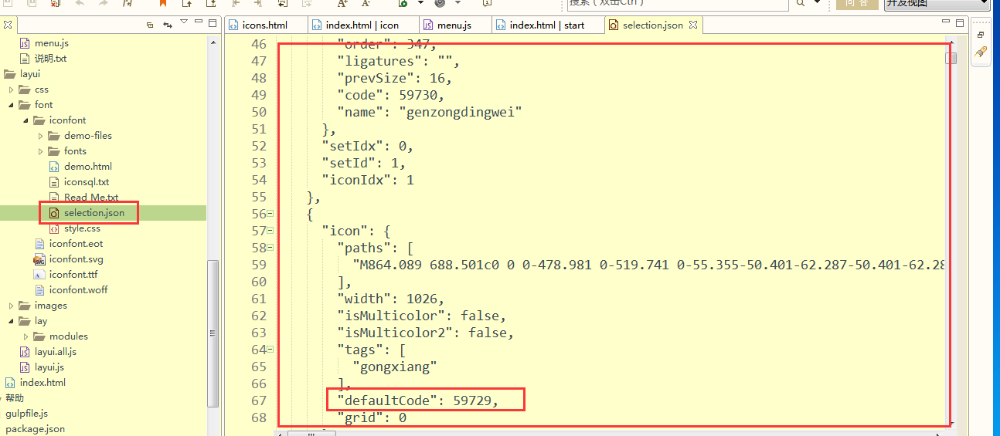 搜索（双击Ctrl）
问 答
开发视图
icons.html
index.html | icon
menu.js
index.html | start
selection.json
menu.js
说明.txt
layui
css
font
iconfont
demo-files
fonts
demo.html
iconsql.txt
Read Me.txt
selection.json
style.css
iconfont.eot
iconfont.svg
iconfont.ttf
iconfont.woff
images
lay
modules
layui.all.js
layui.js
index.html
帮助
gulpfile.js
package.json
46 "order": 347,
47 "ligatures": "",
48 "prevSize": 16,
49 "code": 59730,
50 "name": "genzongdingwei"
51 },
52 "setIdx": 0,
53 "setId": 1,
54 "iconIdx": 1
55 },
56 {
57 "icon": {
58 "paths": [
59 "M864.089 688.501c0 0 0-478.981 0-519.741 0-55.355-50.401-62.287-50.401-62.28
60 ],
61 "width": 1026,
62 "isMulticolor": false,
63 "isMulticolor2": false,
64 "tags": [
65 "gongxiang"
66 ],
67 "defaultCode": 59729,
68 "grid": 0